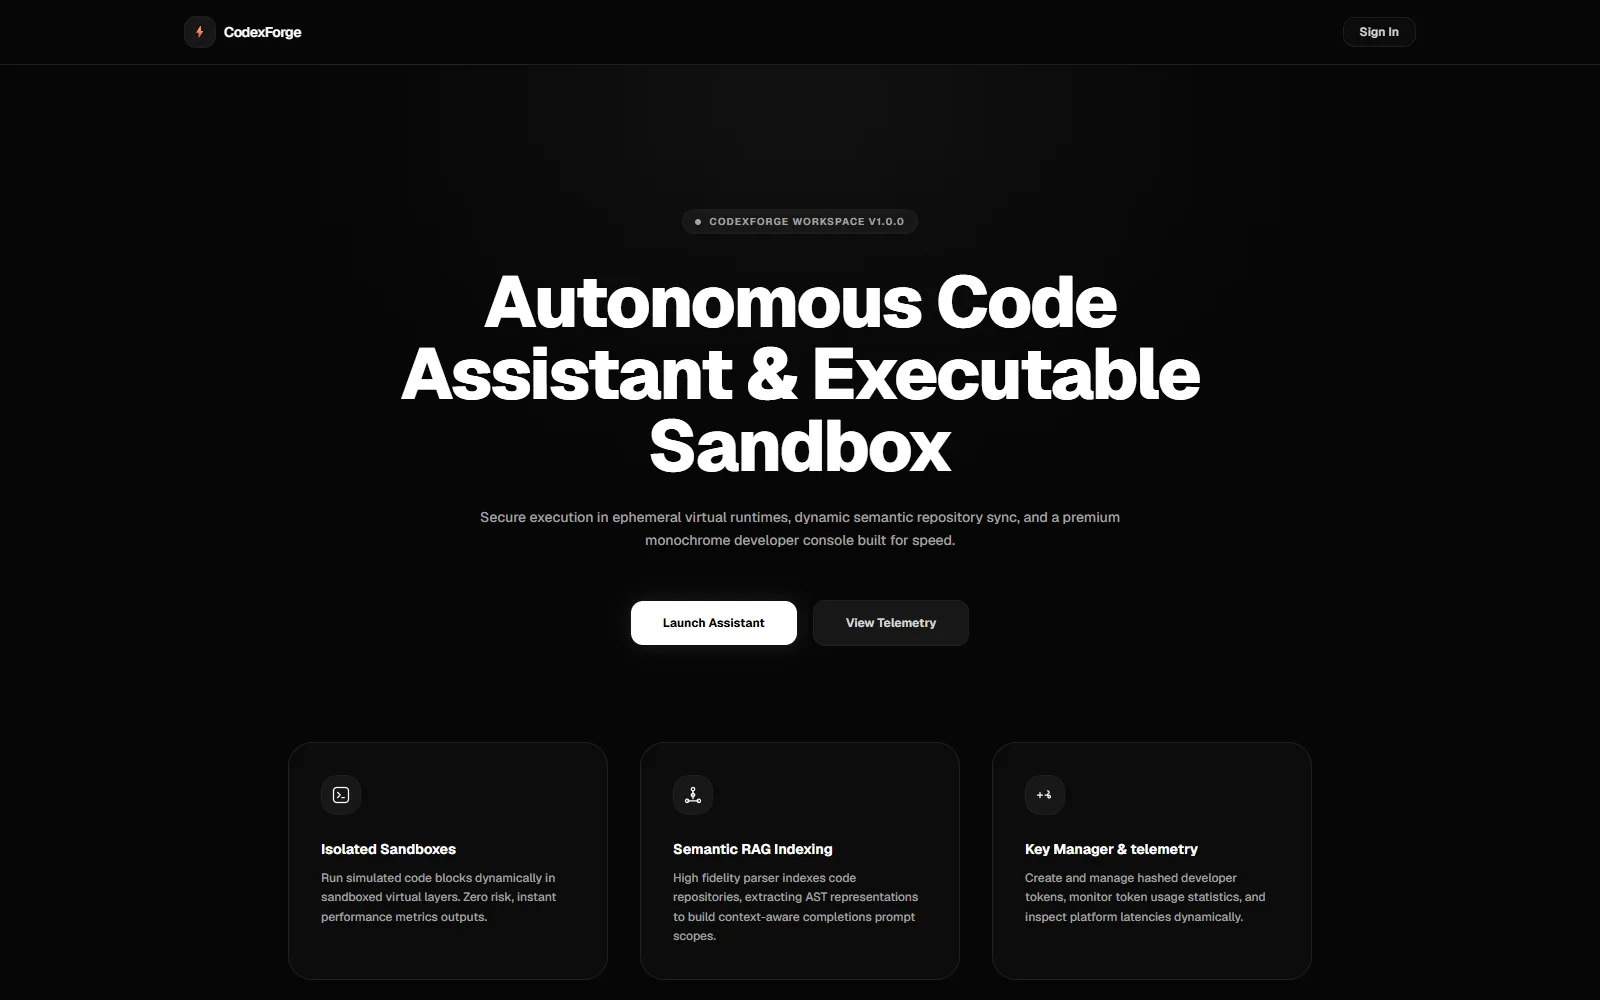 CodexForge
Sign In
CODEXFORGE WORKSPACE V1.0.0
Autonomous Code
Assistant & Executable
Sandbox
Secure execution in ephemeral virtual runtimes, dynamic semantic repository sync, and a premium
monochrome developer console built for speed.
Launch Assistant
View Telemetry
Isolated Sandboxes
Run simulated code blocks dynamically in
sandboxed virtual layers. Zero risk, instant
performance metrics outputs.
Semantic RAG Indexing
High fidelity parser indexes code
repositories, extracting AST representations
to build context-aware completions prompt
scopes.
Key Manager & telemetry
Create and manage hashed developer
tokens, monitor token usage statistics, and
inspect platform latencies dynamically.